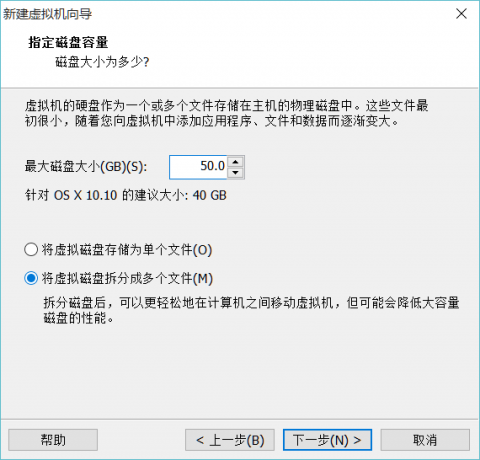 新建虚拟机向导
指定磁盘容量
磁盘大小为多少?
虚拟机的硬盘作为一个或多个文件存储在主机的物理磁盘中。这些文件最
初很小，随着您向虚拟机中添加应用程序、文件和数据而逐渐变大。
最大磁盘大小(GB)(S): 50.0
针对 OS X 10.10 的建议大小: 40 GB
将虚拟磁盘存储为单个文件(O)
将虚拟磁盘拆分成多个文件(M)
拆分磁盘后，可以更轻松地在计算机之间移动虚拟机，但可能会降低大容量
磁盘的性能。
帮助 < 上一步(B) 下一步(N) > 取消